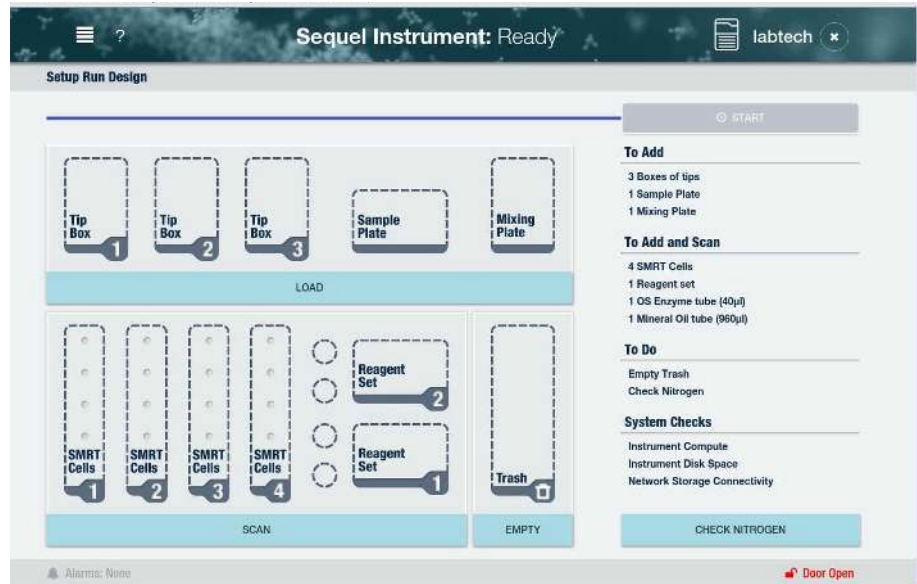 ?
Sequel Instrument: Ready
labtech
Setup Run Design
START
Tip
Box
1
Tip
Box
2
Tip
Box
3
Sample
Plate
Mixing
Plate
LOAD
SMRT
Cells
1
SMRT
Cells
2
SMRT
Cells
3
SMRT
Cells
4
Reagent
Set
2
Reagent
Set
1
Trash
SCAN
EMPTY
To Add
3 Boxes of tips
1 Sample Plate
1 Mixing Plate
To Add and Scan
4 SMRT Cells
1 Reagent set
1 OS Enzyme tube (40µl)
1 Mineral Oil tube (960µl)
To Do
Empty Trash
Check Nitrogen
System Checks
Instrument Compute
Instrument Disk Space
Network Storage Connectivity
CHECK NITROGEN
Alarms: None
Door Open